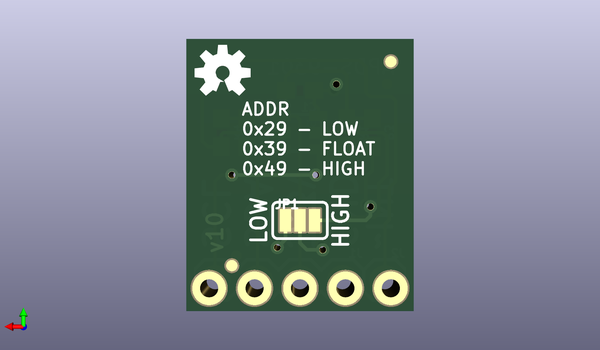 ADDR
0x29 – LOW
0x39 – FLOAT
0x49 – HIGH
LOW
JP1
HIGH
v10